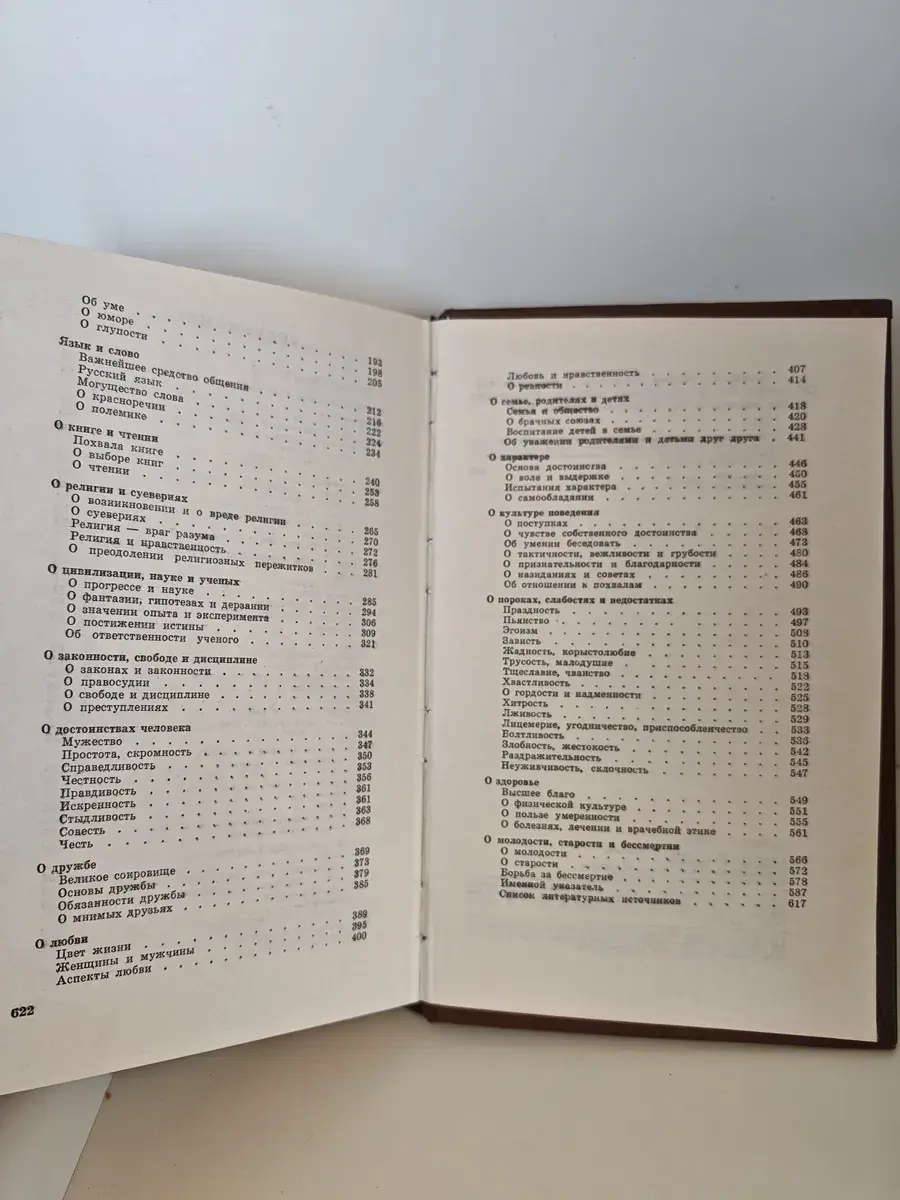 Об уме . . . . . . . . . . 193
О юморе . . . . . . . . . . 198
О глупости . . . . . . . . . . 205
Язык и слово
Важнейшее средство общения . . . . . 212
Русский язык . . . . . . . . . . 216
Могущество слова . . . . . . . . . 222
О красноречии . . . . . . . . . . 224
О полемике . . . . . . . . . . 234
О книге и чтении
Похвала книге . . . . . . . . . . 240
О выборе книг . . . . . . . . . . 253
О чтении . . . . . . . . . . 258
О религии и суевериях
О возникновении и о вреде религии . . . . 265
О суевериях . . . . . . . . . . 270
Религия — враг разума . . . . . . . 272
Религия и нравственность . . . . . . . 276
О преодолении религиозных пережитков . . . . 281
О цивилизации, науке и ученых
О прогрессе и науке . . . . . . . . 285
О фантазии, гипотезах и дерзании . . . . . 294
О значении опыта и эксперимента . . . . . 306
О постижении истины . . . . . . . . 309
Об ответственности ученого . . . . . . 321
О законности, свободе и дисциплине
О законах и законности . . . . . . . 332
О правосудии . . . . . . . . . . 334
О свободе и дисциплине . . . . . . . 338
О преступлениях . . . . . . . . . 341
О достоинствах человека
Мужество . . . . . . . . . . 344
Простота, скромность . . . . . . . . 347
Справедливость . . . . . . . . . 350
Честность . . . . . . . . . . 353
Правдивость . . . . . . . . . . 356
Искренность . . . . . . . . . . 361
Стыдливость . . . . . . . . . . 361
Совесть . . . . . . . . . . 363
Честь . . . . . . . . . . 368
О дружбе
Великое сокровище . . . . . . . . 369
Основы дружбы . . . . . . . . . 373
Обязанности дружбы . . . . . . . . 379
О мнимых друзьях . . . . . . . . 385
О любви
Цвет жизни . . . . . . . . . . 389
Женщины и мужчины . . . . . . . . 395
Аспекты любви . . . . . . . . . . 400
622
Любовь и нравственность . . . . . . . 407
О ревности . . . . . . . . . . 414
О семье, родителях и детях
Семья и общество . . . . . . . . . 418
О брачных союзах . . . . . . . . . 420
Воспитание детей в семье . . . . . . . 428
Об уважении родителями и детьми друг друга . 441
О характере
Основа достоинства . . . . . . . . 446
О воле и выдержке . . . . . . . . 450
Испытания характера . . . . . . . . 455
О самообладании . . . . . . . . . 461
О культуре поведения
О поступках . . . . . . . . . . 463
О чувстве собственного достоинства . . . . 468
Об умении беседовать . . . . . . . . 473
О тактичности, вежливости и грубости . . . . 480
О признательности и благодарности . . . . 484
О назиданиях и советах . . . . . . . 486
Об отношении к похвалам . . . . . . . 490
О пороках, слабостях и недостатках
Праздность . . . . . . . . . . 493
Пьянство . . . . . . . . . . 497
Эгоизм . . . . . . . . . . 508
Зависть . . . . . . . . . . 510
Жадность, корыстолюбие . . . . . . . 513
Трусость, малодушие . . . . . . . . 515
Тщеславие, чванство . . . . . . . . 518
Хвастливость . . . . . . . . . . 522
О гордости и надменности . . . . . . . 525
Хитрость . . . . . . . . . . 528
Лживость . . . . . . . . . . 529
Лицемерие, угодничество, приспособленчество . . 533
Болтливость . . . . . . . . . . 536
Злобность, жестокость . . . . . . . . 542
Раздражительность . . . . . . . . 545
Неуживчивость, склочность . . . . . . . 547
О здоровье
Высшее благо . . . . . . . . . . 549
О физической культуре . . . . . . . . 551
О пользе умеренности . . . . . . . . 555
О болезнях, лечении и врачебной этике . . . . 561
О молодости, старости и бессмертии
О молодости . . . . . . . . . . 566
О старости . . . . . . . . . . 572
Борьба за бессмертие . . . . . . . . 578
Именной указатель . . . . . . . . 587
Список литературных источников . . . . . . 617